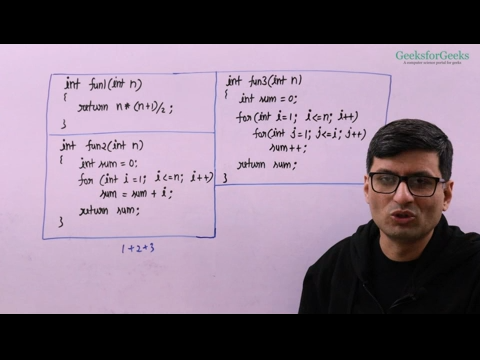 GeeksforGeeks
A computer science portal for geeks
int fun1(int n)
{
return n*(n+1)/2;
}
int fun2(int n)
{
int sum=0;
for (int i=1; i<=n; i++)
sum = sum + i;
return sum;
}
int fun3(int n)
{
int sum=0;
for(int i=1; i<=n; i++)
for(int j=1; j<=i; j++)
sum++;
return sum;
}
1+2+3